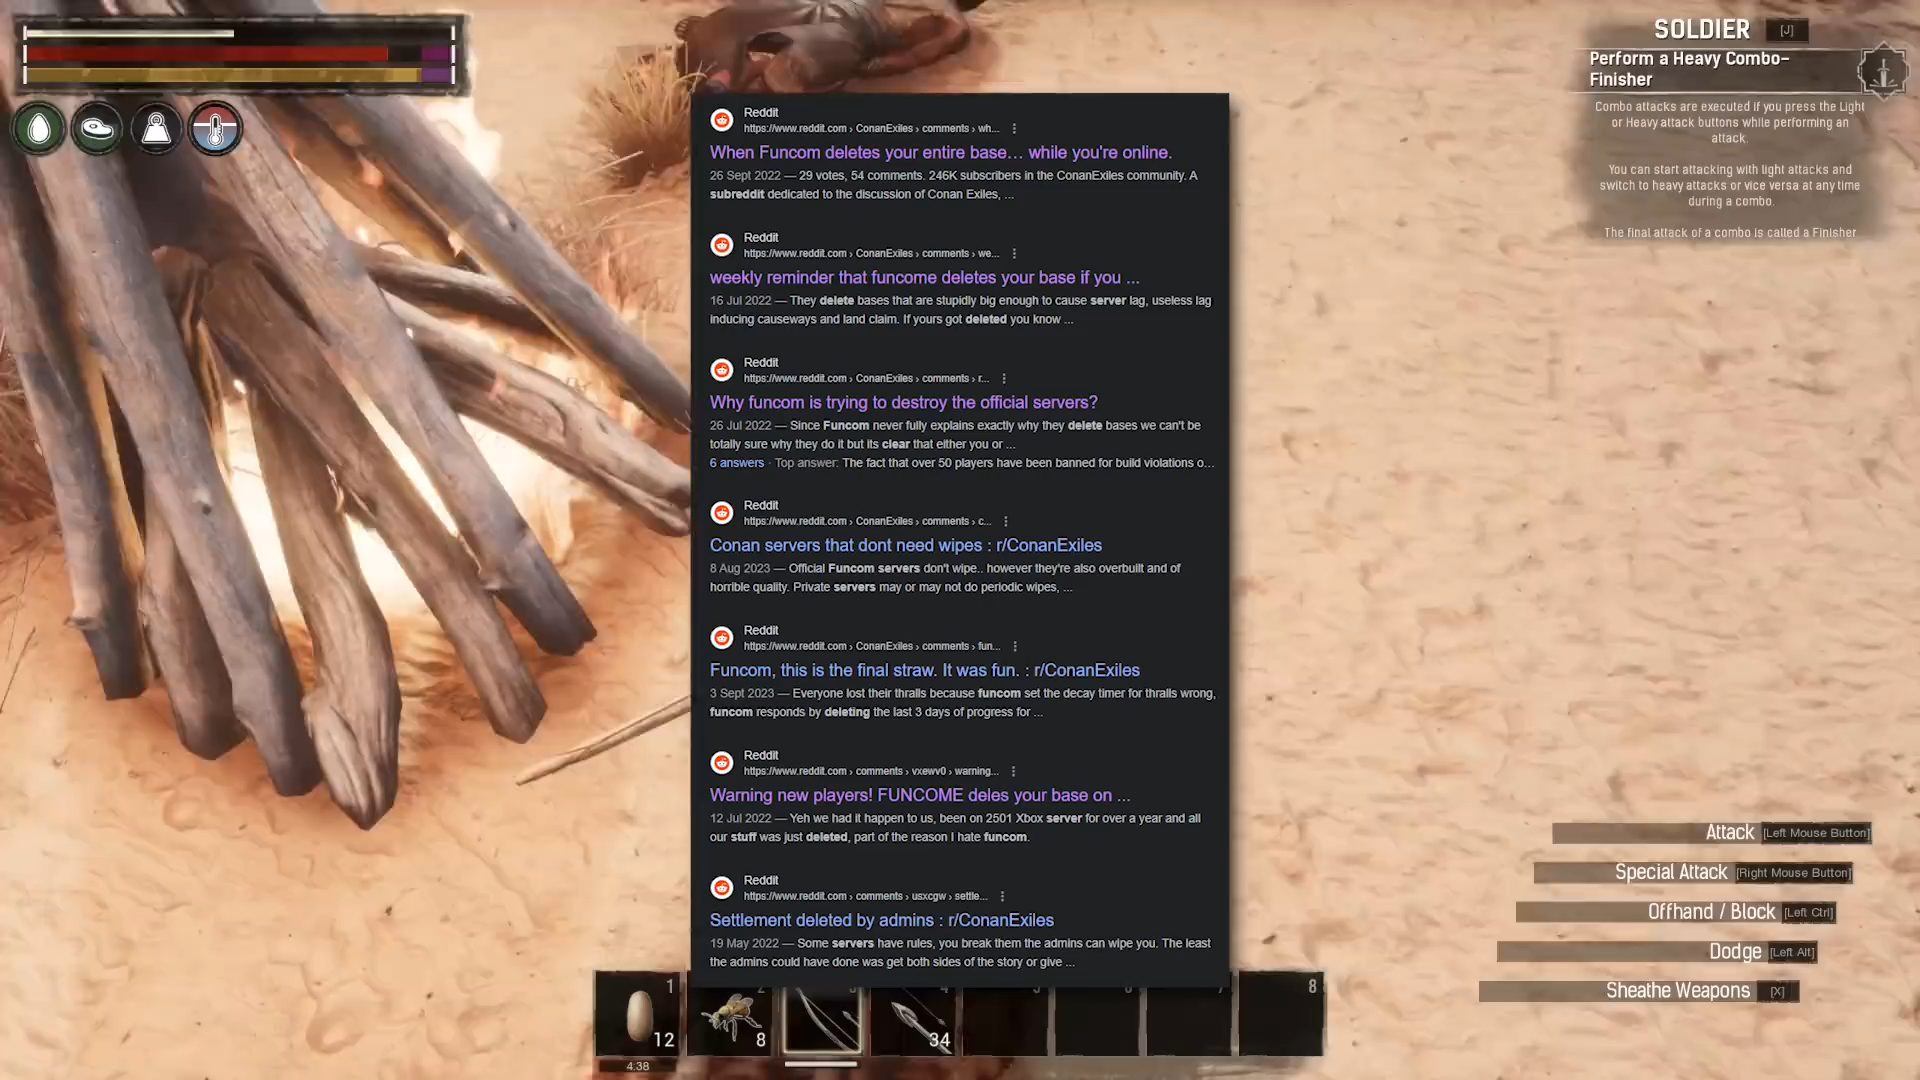 SOLDIER [J]
Perform a Heavy Combo-
Finisher
Combo attacks are executed if you press the Light
or Heavy attack buttons while performing an
attack.
You can start attacking with light attacks and
switch to heavy attacks or vice versa at any time
during a combo.
The final attack of a combo is called a Finisher
Reddit
https://www.reddit.com › ConanExiles › comments › wh...
When Funcom deletes your entire base… while you're online.
26 Sept 2022 — 29 votes, 54 comments. 246K subscribers in the ConanExiles community. A
subreddit dedicated to the discussion of Conan Exiles, ...
Reddit
https://www.reddit.com › ConanExiles › comments › we...
weekly reminder that funcome deletes your base if you ...
16 Jul 2022 — They delete bases that are stupidly big enough to cause server lag, useless lag
inducing causeways and land claim. If yours got deleted you know ...
Reddit
https://www.reddit.com › ConanExiles › comments › r...
Why funcom is trying to destroy the official servers?
26 Jul 2022 — Since Funcom never fully explains exactly why they delete bases we can't be
totally sure why they do it but its clear that either you or ...
6 answers · Top answer: The fact that over 50 players have been banned for build violations o...
Reddit
https://www.reddit.com › ConanExiles › comments › c...
Conan servers that dont need wipes : r/ConanExiles
8 Aug 2023 — Official Funcom servers don't wipe.. however they're also overbuilt and of
horrible quality. Private servers may or may not do periodic wipes, ...
Reddit
https://www.reddit.com › ConanExiles › comments › fun...
Funcom, this is the final straw. It was fun. : r/ConanExiles
3 Sept 2023 — Everyone lost their thralls because funcom set the decay timer for thralls wrong,
funcom responds by deleting the last 3 days of progress for ...
Reddit
https://www.reddit.com › comments › vxewv0 › warning...
Warning new players! FUNCOME deles your base on ...
12 Jul 2022 — Yeh we had it happen to us, been on 2501 Xbox server for over a year and all
our stuff was just deleted, part of the reason I hate funcom.
Reddit
https://www.reddit.com › comments › usxcgw › settle...
Settlement deleted by admins : r/ConanExiles
19 May 2022 — Some servers have rules, you break them the admins can wipe you. The least
the admins could have done was get both sides of the story or give ...
Attack [Left Mouse Button]
Special Attack [Right Mouse Button]
Offhand / Block [Left Ctrl]
Dodge [Left Alt]
Sheathe Weapons [X]
1 2 3 4 5 6 7 8
12 8 34
4:38